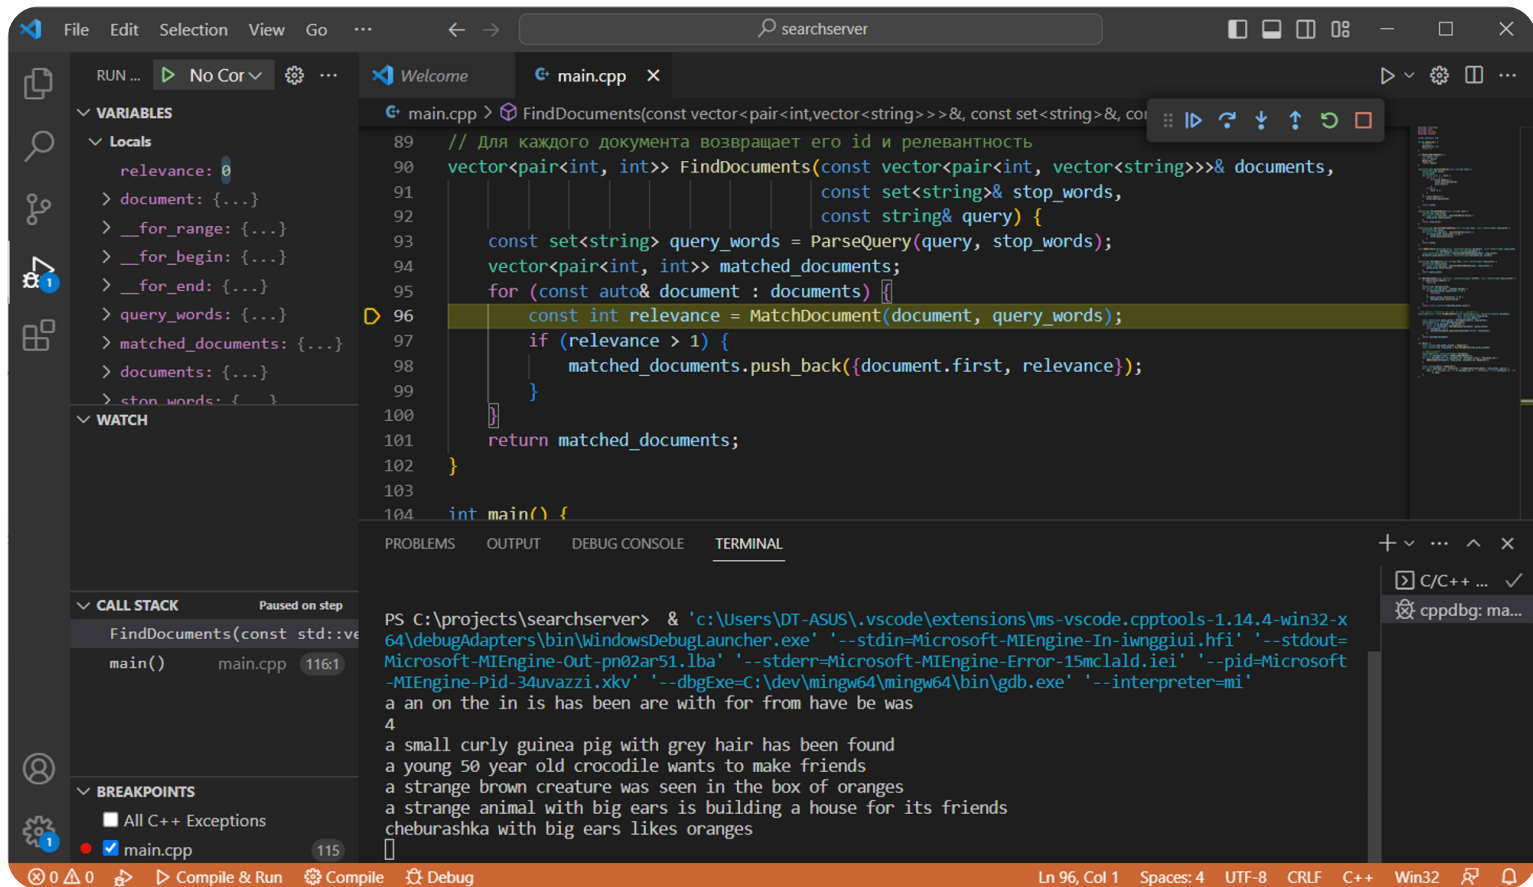 File Edit Selection View Go ··· searchserver
RUN ... No Cor ···
Welcome main.cpp
main.cpp > FindDocuments(const vector<pair<int,vector<string>>>&, const set<string>&, co
VARIABLES
Locals
relevance: 0
document: {...}
__for_range: {...}
__for_begin: {...}
__for_end: {...}
query_words: {...}
matched_documents: {...}
documents: {...}
stop_words: {...}
WATCH
CALL STACK Paused on step
FindDocuments(const std::ve
main() main.cpp 116:1
BREAKPOINTS
All C++ Exceptions
main.cpp 115
89 // Для каждого документа возвращает его id и релевантность
90 vector<pair<int, int>> FindDocuments(const vector<pair<int, vector<string>>>& documents,
91 const set<string>& stop_words,
92 const string& query) {
93 const set<string> query_words = ParseQuery(query, stop_words);
94 vector<pair<int, int>> matched_documents;
95 for (const auto& document : documents) {
96 const int relevance = MatchDocument(document, query_words);
97 if (relevance > 1) {
98 matched_documents.push_back({document.first, relevance});
99 }
100 }
101 return matched_documents;
102 }
103
104 int main() {
PROBLEMS OUTPUT DEBUG CONSOLE TERMINAL
C/C++ ...
cppdbg: ma...
PS C:\projects\searchserver> & 'c:\Users\DT-ASUS\.vscode\extensions\ms-vscode.cpptools-1.14.4-win32-x
64\debugAdapters\bin\WindowsDebugLauncher.exe' '--stdin=Microsoft-MIEngine-In-iwnggiui.hfi' '--stdout=
Microsoft-MIEngine-Out-pn02ar51.lba' '--stderr=Microsoft-MIEngine-Error-15mclald.iei' '--pid=Microsoft
-MIEngine-Pid-34uvazzi.xkv' '--dbgExe=C:\dev\mingw64\mingw64\bin\gdb.exe' '--interpreter=mi'
a an on the in is has been are with for from have be was
4
a small curly guinea pig with grey hair has been found
a young 50 year old crocodile wants to make friends
a strange brown creature was seen in the box of oranges
a strange animal with big ears is building a house for its friends
cheburashka with big ears likes oranges
1
1
0 0 Compile & Run Compile Debug Ln 96, Col 1 Spaces: 4 UTF-8 CRLF C++ Win32